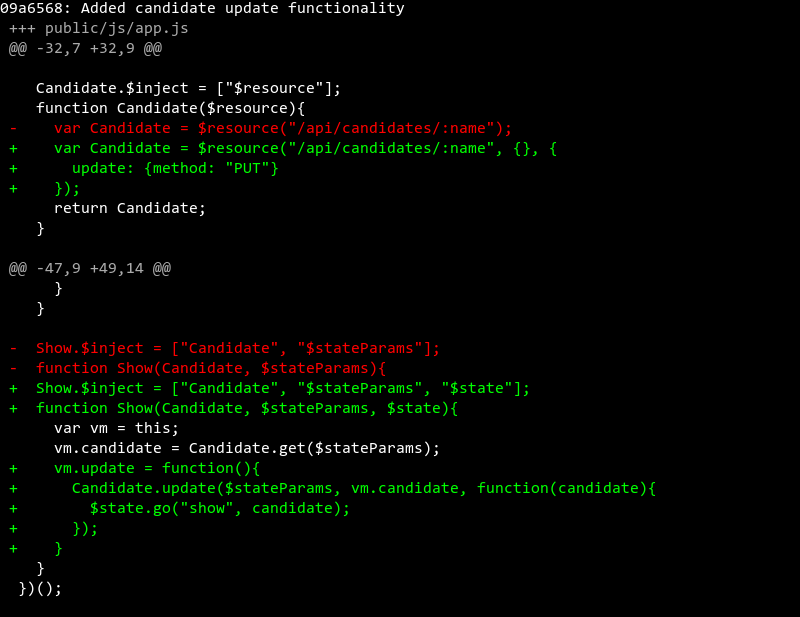 09a6568: Added candidate update functionality
+++ public/js/app.js
@@ -32,7 +32,9 @@
Candidate.$inject = ["$resource"];
function Candidate($resource){
-    var Candidate = $resource("/api/candidates/:name");
+    var Candidate = $resource("/api/candidates/:name", {}, {
+      update: {method: "PUT"}
+    });
return Candidate;
}
@@ -47,9 +49,14 @@
}
}
-  Show.$inject = ["Candidate", "$stateParams"];
-  function Show(Candidate, $stateParams){
+  Show.$inject = ["Candidate", "$stateParams", "$state"];
+  function Show(Candidate, $stateParams, $state){
var vm = this;
vm.candidate = Candidate.get($stateParams);
+    vm.update = function(){
+      Candidate.update($stateParams, vm.candidate, function(candidate){
+        $state.go("show", candidate);
+      });
+    }
}
})();